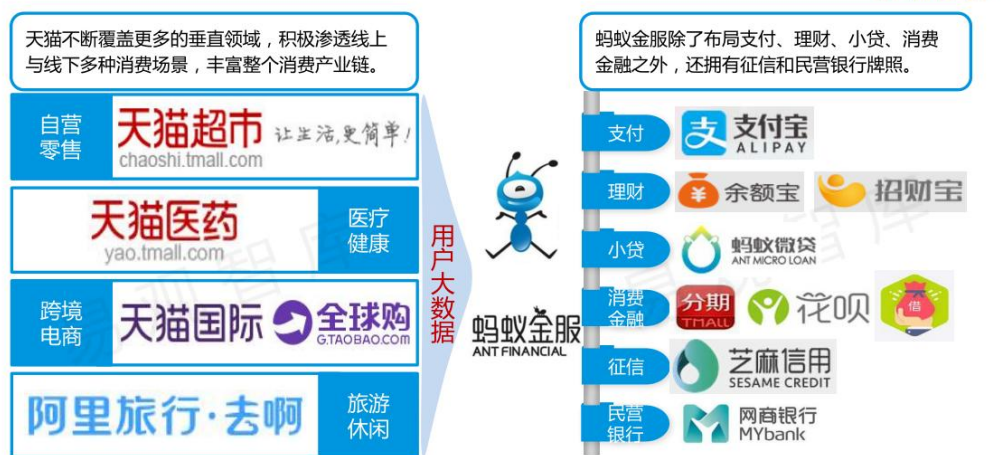 天猫不断覆盖更多的垂直领域，积极渗透线上
与线下多种消费场景，丰富整个消费产业链。
自营
零售
天猫超市 让生活,更简单!
chaoshi.tmall.com
天猫医药
yao.tmall.com
医疗
健康
跨境
电商
天猫国际 全球购
G.TAOBAO.COM
阿里旅行·去啊
旅游
休闲
用户大数据
蚂蚁金服
ANT FINANCIAL
蚂蚁金服除了布局支付、理财、小贷、消费
金融之外，还拥有征信和民营银行牌照。
支付
支 支付宝
ALIPAY
理财
余额宝 招财宝
小贷
蚂蚁微贷
ANT MICRO LOAN
消费
金融
分期
TMALL
花呗
借
征信
芝麻信用
SESAME CREDIT
民营
银行
网商银行
MYbank
易观智库